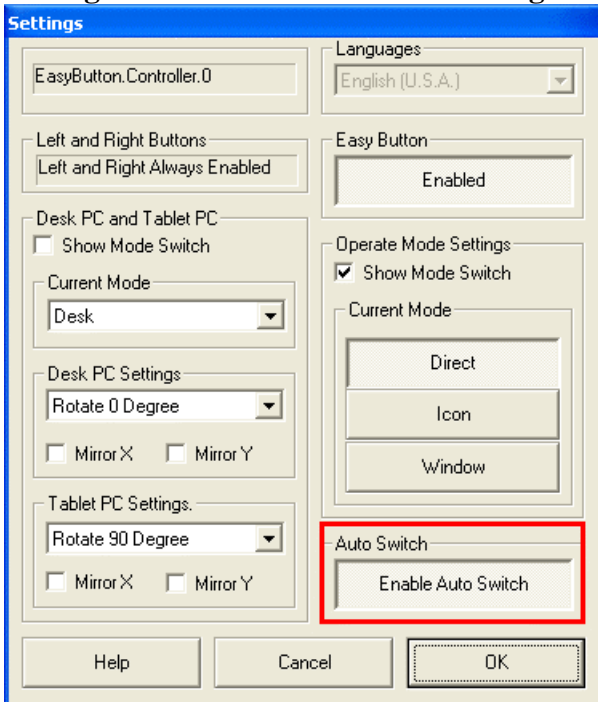 Settings
EasyButton.Controller.0
Languages
English (U.S.A.)
Left and Right Buttons
Left and Right Always Enabled
Easy Button
Enabled
Desk PC and Tablet PC
Show Mode Switch
Current Mode
Desk
Desk PC Settings
Rotate 0 Degree
Mirror X
Mirror Y
Tablet PC Settings.
Rotate 90 Degree
Mirror X
Mirror Y
Operate Mode Settings
Show Mode Switch
Current Mode
Direct
Icon
Window
Auto Switch
Enable Auto Switch
Help
Cancel
OK